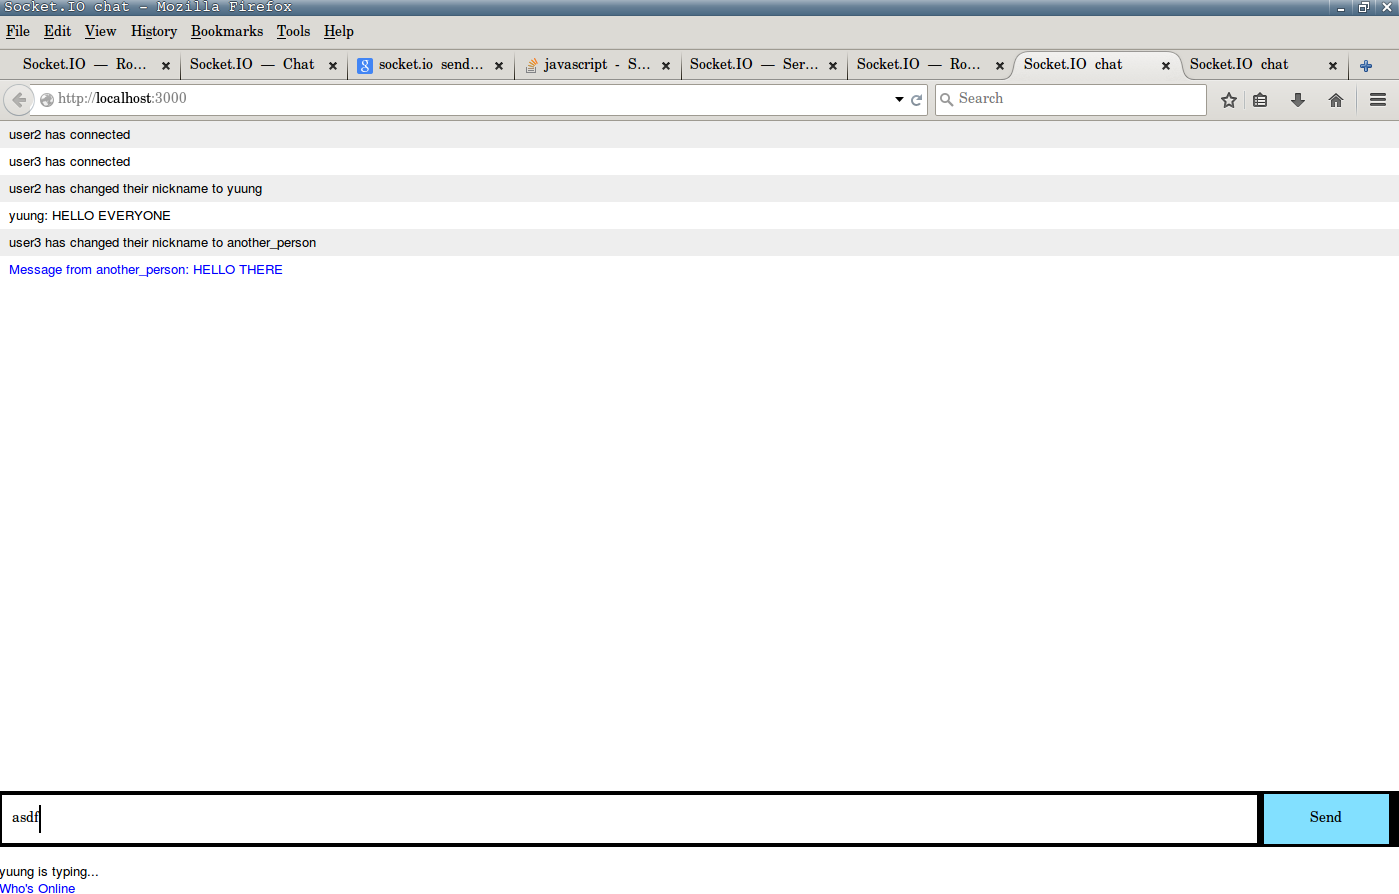 Socket.IO chat - Mozilla Firefox
File Edit View History Bookmarks Tools Help
Socket.IO — Ro... Socket.IO — Chat socket.io send... javascript - S... Socket.IO — Ser... Socket.IO — Ro... Socket.IO chat Socket.IO chat
http://localhost:3000 Search
user2 has connected
user3 has connected
user2 has changed their nickname to yuung
yuung: HELLO EVERYONE
user3 has changed their nickname to another_person
Message from another_person: HELLO THERE
asdf Send
yuung is typing...
Who's Online